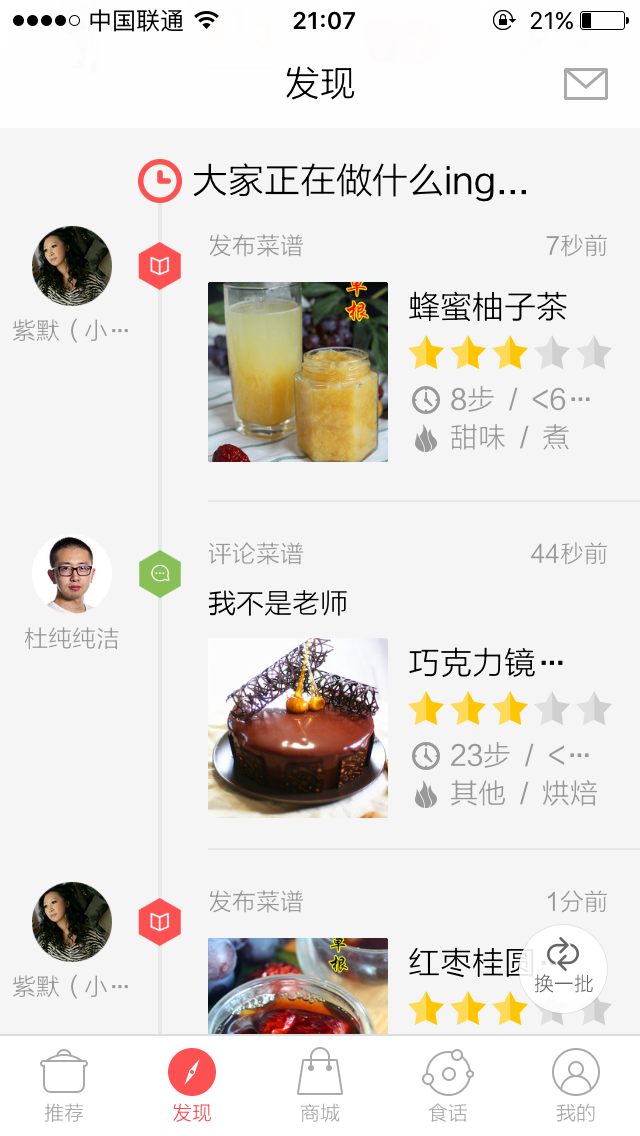 中国联通 21:07 21%
发现
大家正在做什么ing...
发布菜谱 7秒前
紫默（小…
草根
蜂蜜柚子茶
8步 / <6…
甜味 / 煮
评论菜谱 44秒前
杜纯纯洁
我不是老师
巧克力镜…
23步 / <…
其他 / 烘焙
发布菜谱 1分前
紫默（小…
草根
红枣桂圆
换一批
推荐 发现 商城 食话 我的